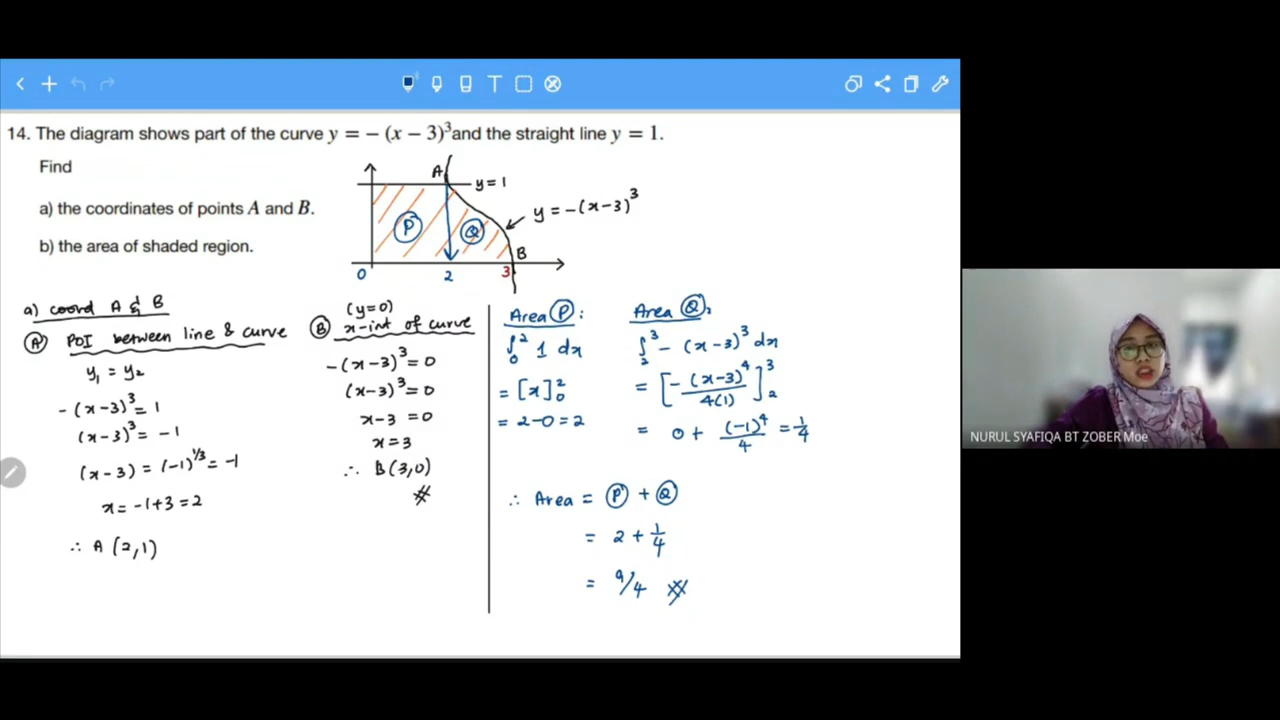 14. The diagram shows part of the curve y = − (x − 3)³ and the straight line y = 1.
Find
a) the coordinates of points A and B.
b) the area of shaded region.
A
y = 1
y = −(x−3)³
P
Q
B
0
2
3
a) coord A & B
A POI between line & curve
y₁ = y₂
−(x−3)³ = 1
(x−3)³ = −1
(x−3) = (−1)^1/3 = −1
x = −1+3 = 2
∴ A (2,1)
(y=0)
B x-int of curve
−(x−3)³ = 0
(x−3)³ = 0
x−3 = 0
x = 3
∴ B(3,0)
Area P :
∫₀² 1 dx
= [x]₀²
= 2−0 = 2
Area Q :
∫₂³ − (x−3)³ dx
= [−(x−3)⁴/4(1)]₂³
= 0 + (−1)⁴/4 = 1/4
∴ Area = P + Q
= 2 + 1/4
= 9/4
T
NURUL SYAFIQA BT ZOBER Moe